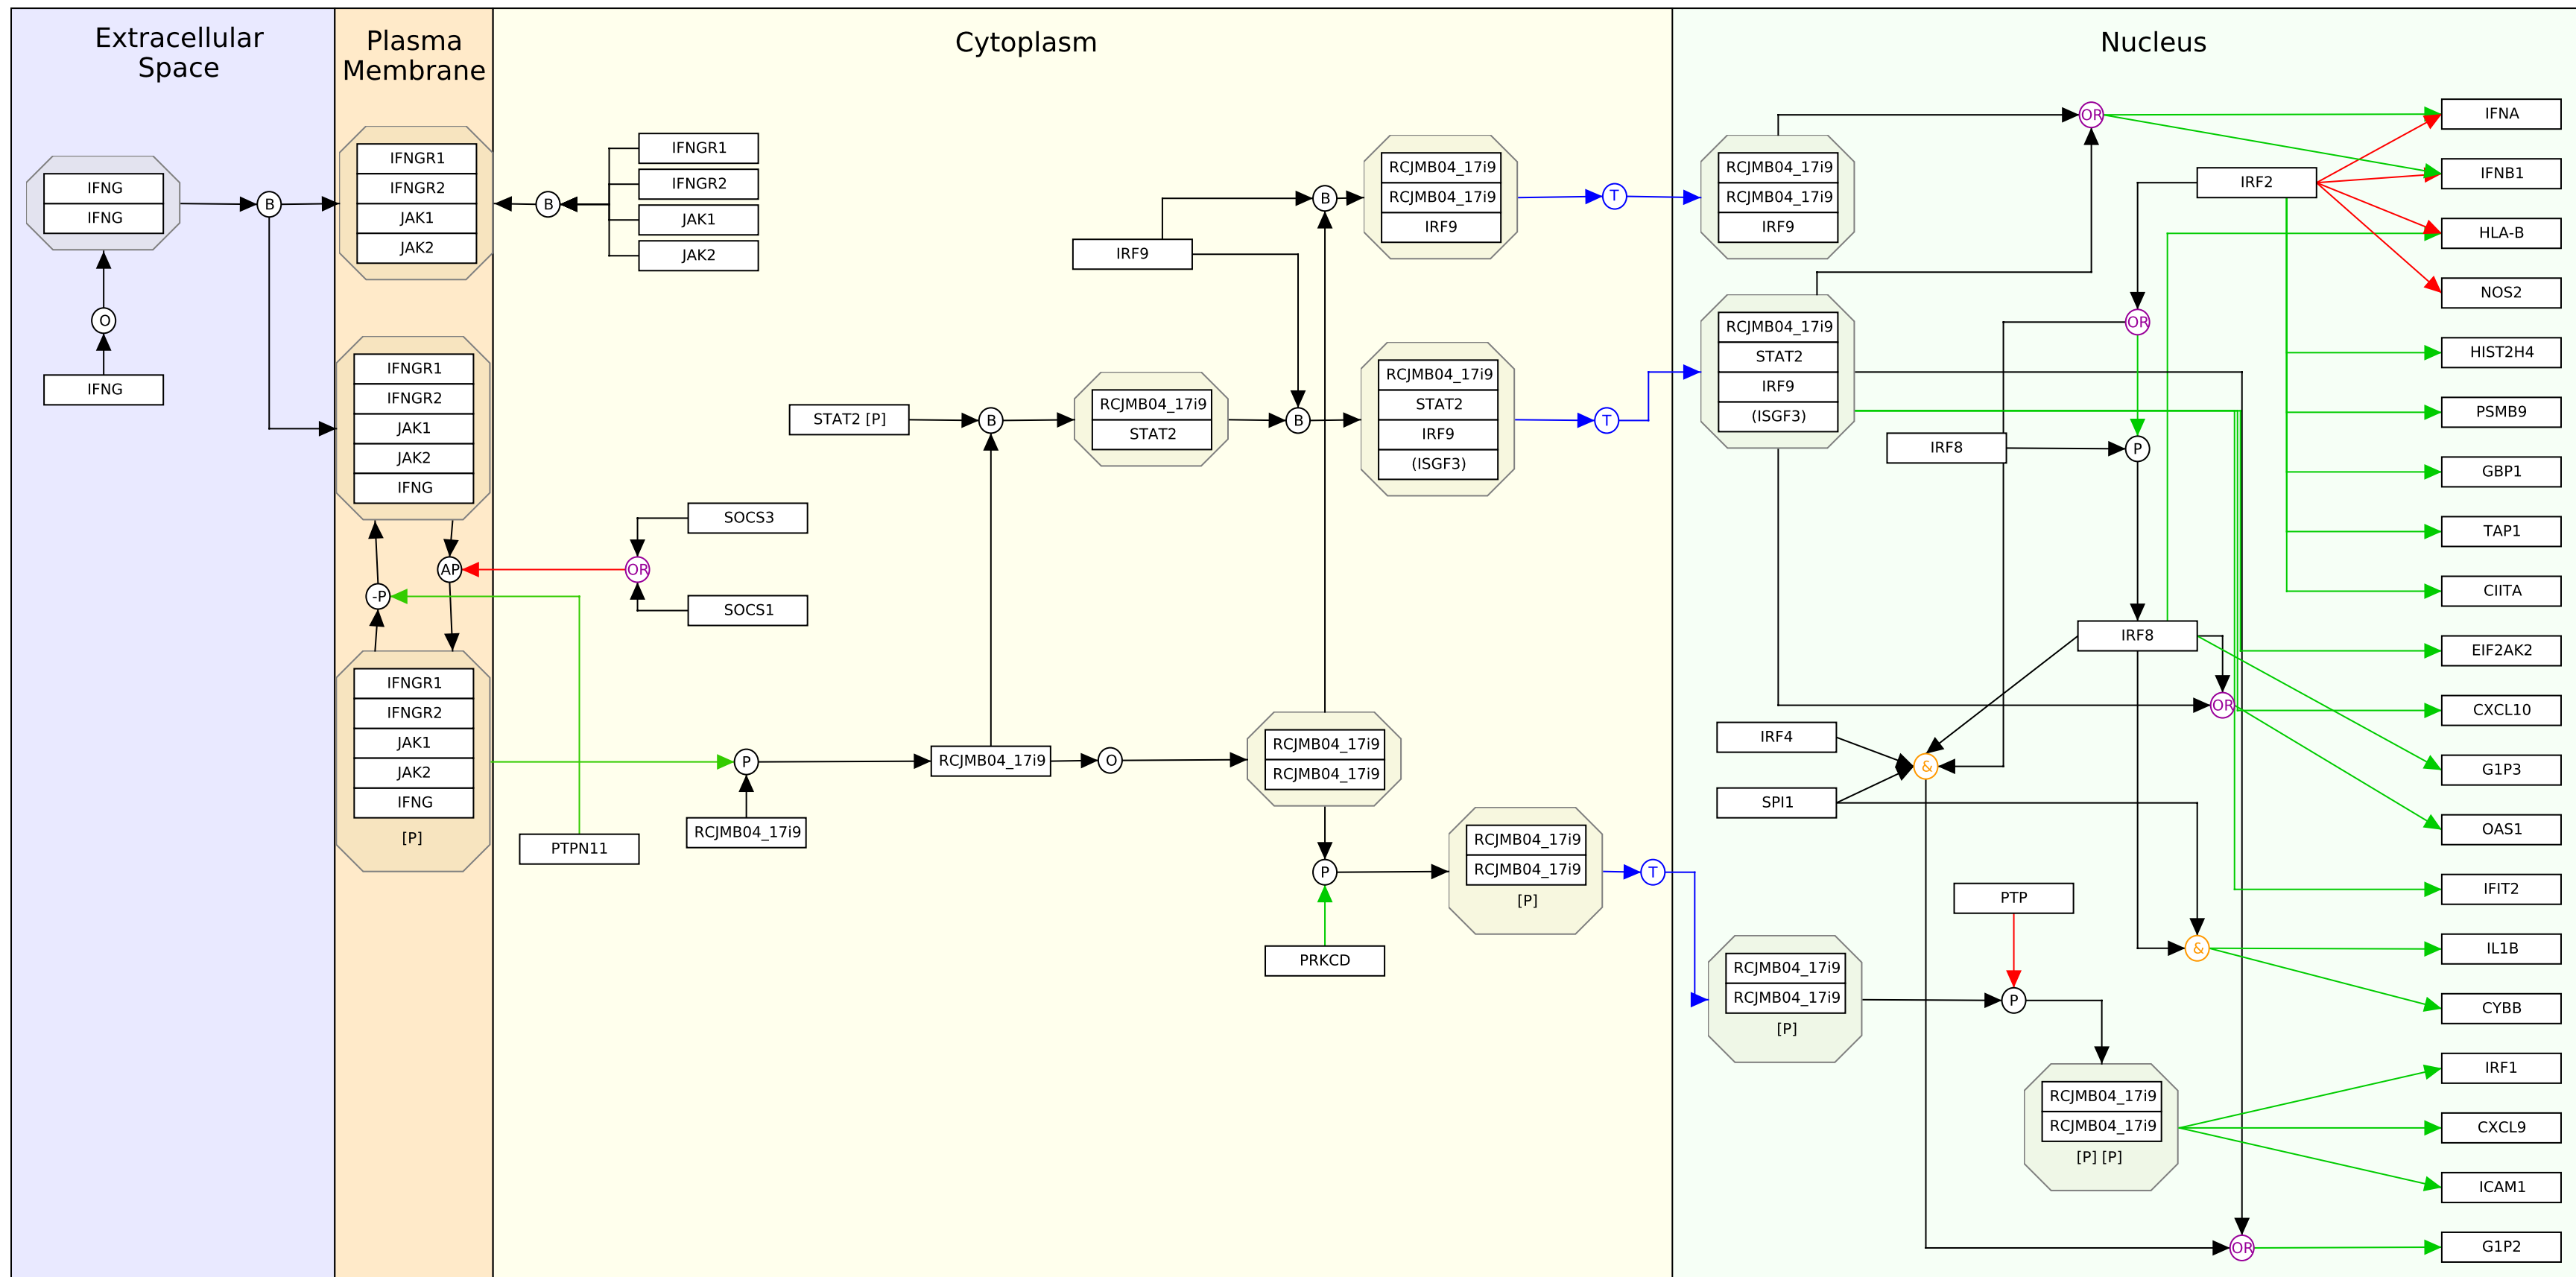 Extracellular
Space
Plasma
Membrane
Cytoplasm
Nucleus
IFNG
IFNG
B
O
IFNG
IFNGR1
IFNGR2
JAK1
JAK2
IFNGR1
IFNGR2
JAK1
JAK2
IFNG
AP
-P
IFNGR1
IFNGR2
JAK1
JAK2
IFNG
[P]
B
IFNGR1
IFNGR2
JAK1
JAK2
SOCS3
OR
SOCS1
PTPN11
P
RCJMB04_17i9
STAT2 [P]
B
RCJMB04_17i9
O
RCJMB04_17i9
STAT2
IRF9
B
B
RCJMB04_17i9
RCJMB04_17i9
IRF9
T
RCJMB04_17i9
STAT2
IRF9
(ISGF3)
T
RCJMB04_17i9
RCJMB04_17i9
P
PRKCD
RCJMB04_17i9
RCJMB04_17i9
[P]
T
RCJMB04_17i9
RCJMB04_17i9
IRF9
RCJMB04_17i9
STAT2
IRF9
(ISGF3)
OR
IRF2
OR
IRF8
P
IRF8
OR
IRF4
&
SPI1
PTP
&
RCJMB04_17i9
RCJMB04_17i9
[P]
P
RCJMB04_17i9
RCJMB04_17i9
[P] [P]
OR
IFNA
IFNB1
HLA-B
NOS2
HIST2H4
PSMB9
GBP1
TAP1
CIITA
EIF2AK2
CXCL10
G1P3
OAS1
IFIT2
IL1B
CYBB
IRF1
CXCL9
ICAM1
G1P2